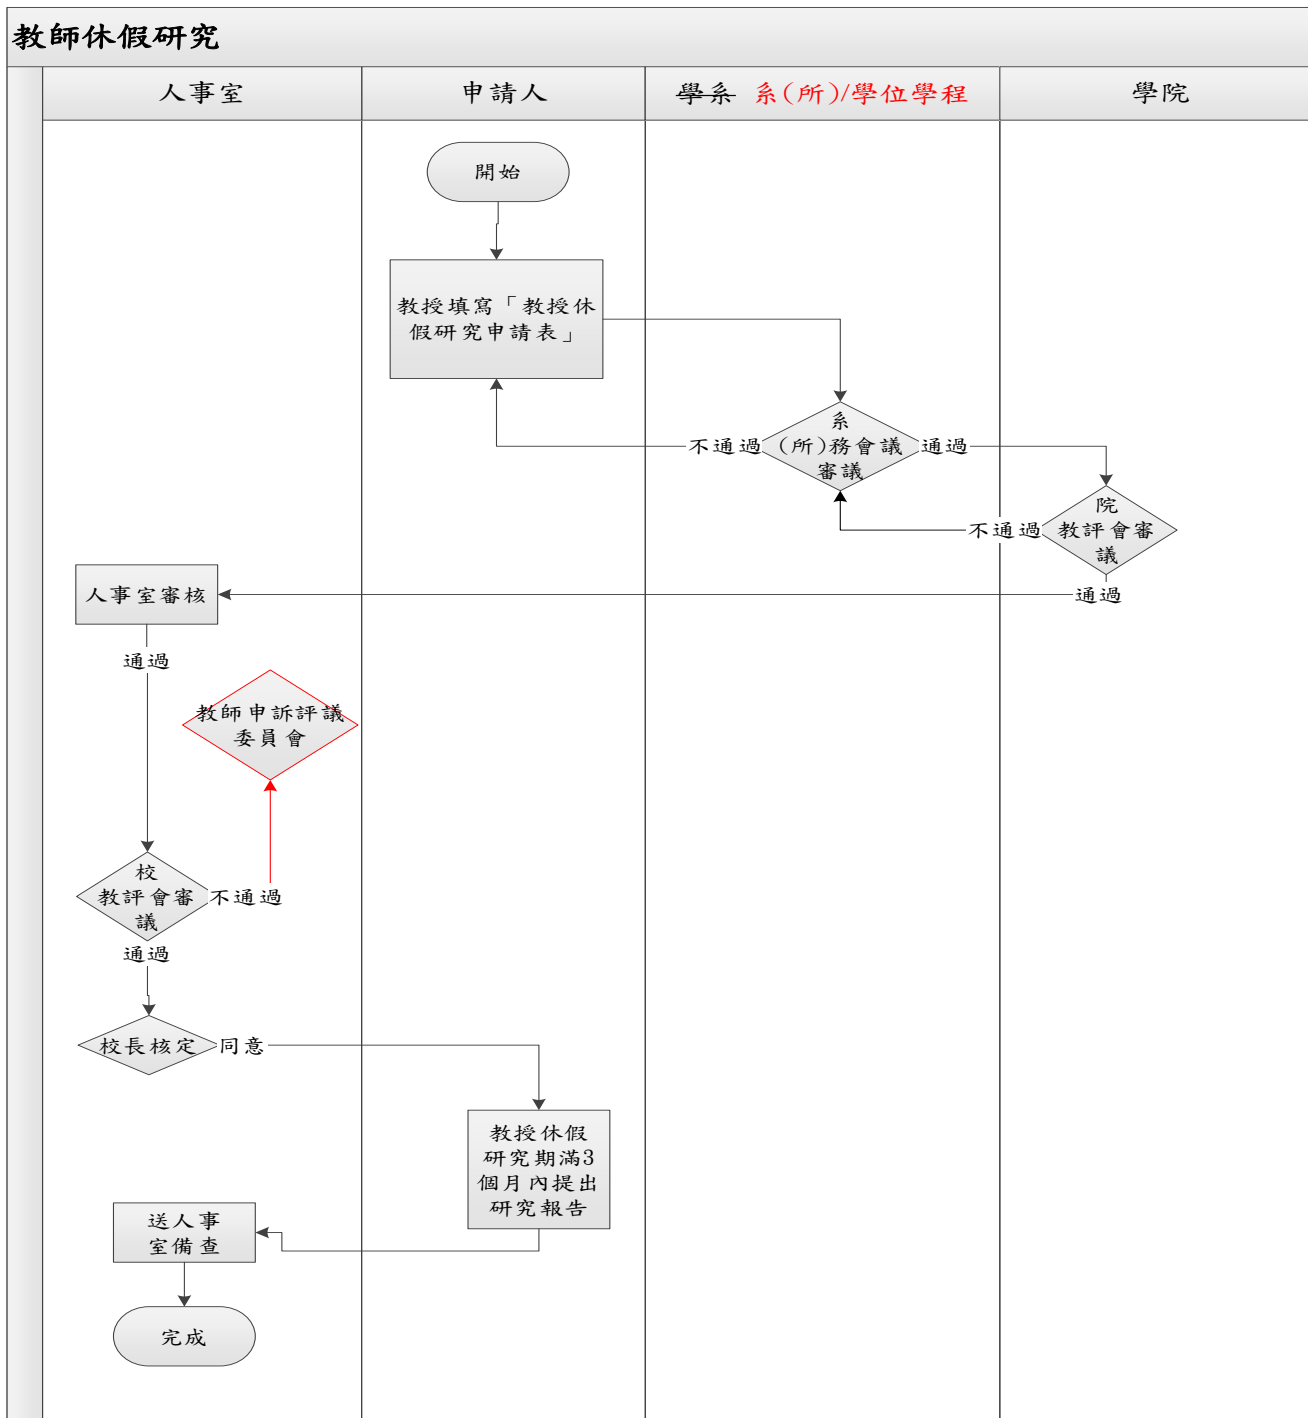 教師休假研究
人事室
申請人
學系 系(所)/學位學程
學院
開始
教授填寫「教授休
假研究申請表」
系
(所)務會議
審議
不通過
通過
院
教評會審
議
不通過
通過
人事室審核
通過
教師申訴評議
委員會
校
教評會審
議
不通過
通過
校長核定
同意
教授休假
研究期滿3
個月內提出
研究報告
送人事
室備查
完成